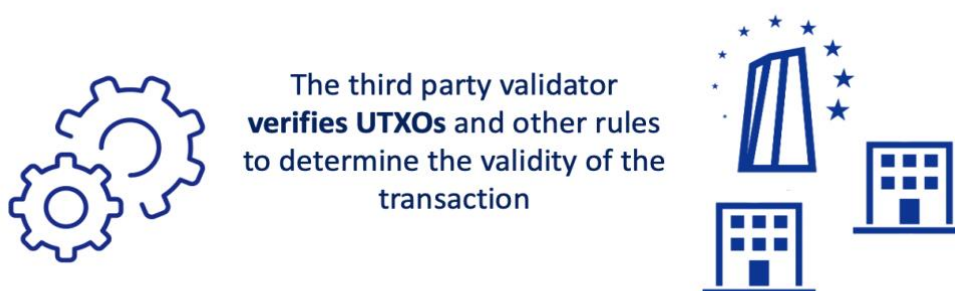 The third party validator
verifies UTXOs and other rules
to determine the validity of the
transaction